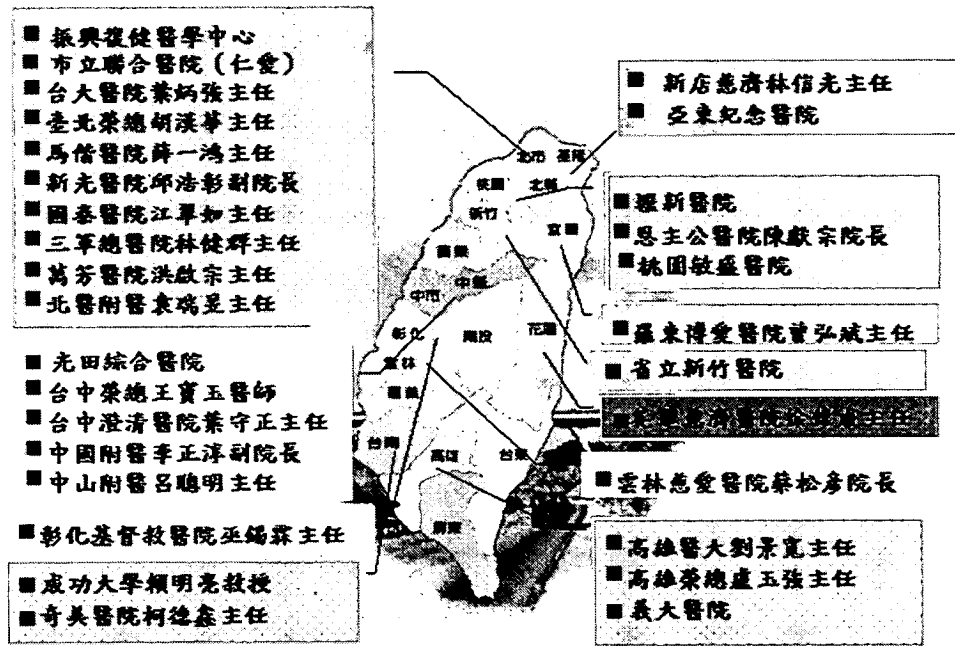 振興復健醫學中心
市立聯合醫院(仁愛)
台大醫院葉炳強主任
臺北榮總胡漢華主任
馬偕醫院薛一鴻主任
新光醫院邱浩彰副院長
國泰醫院江翠如主任
三軍總醫院林健群主任
萬芳醫院洪啟宗主任
北醫附醫袁瑞昱主任
新店慈濟林信光主任
亞東紀念醫院
壢新醫院
恩主公醫院陳獻宗院長
桃園敏盛醫院
羅東博愛醫院曾弘斌主任
省立新竹醫院
雲林慈愛醫院蔡松彥院長
高雄醫大劉景寬主任
高雄榮總盧玉強主任
義大醫院
光田綜合醫院
台中榮總王寶玉醫師
台中澄清醫院葉守正主任
中國附醫李正淳副院長
中山附醫呂聰明主任
彰化基督教醫院巫錫霖主任
成功大學賴明亮教授
奇美醫院柯德鑫主任
北市 基隆
桃園 北縣
新竹
宜蘭
苗栗
中縣
中市
彰化
南投
花蓮
雲林
嘉義
台南
高雄
台東
屏東